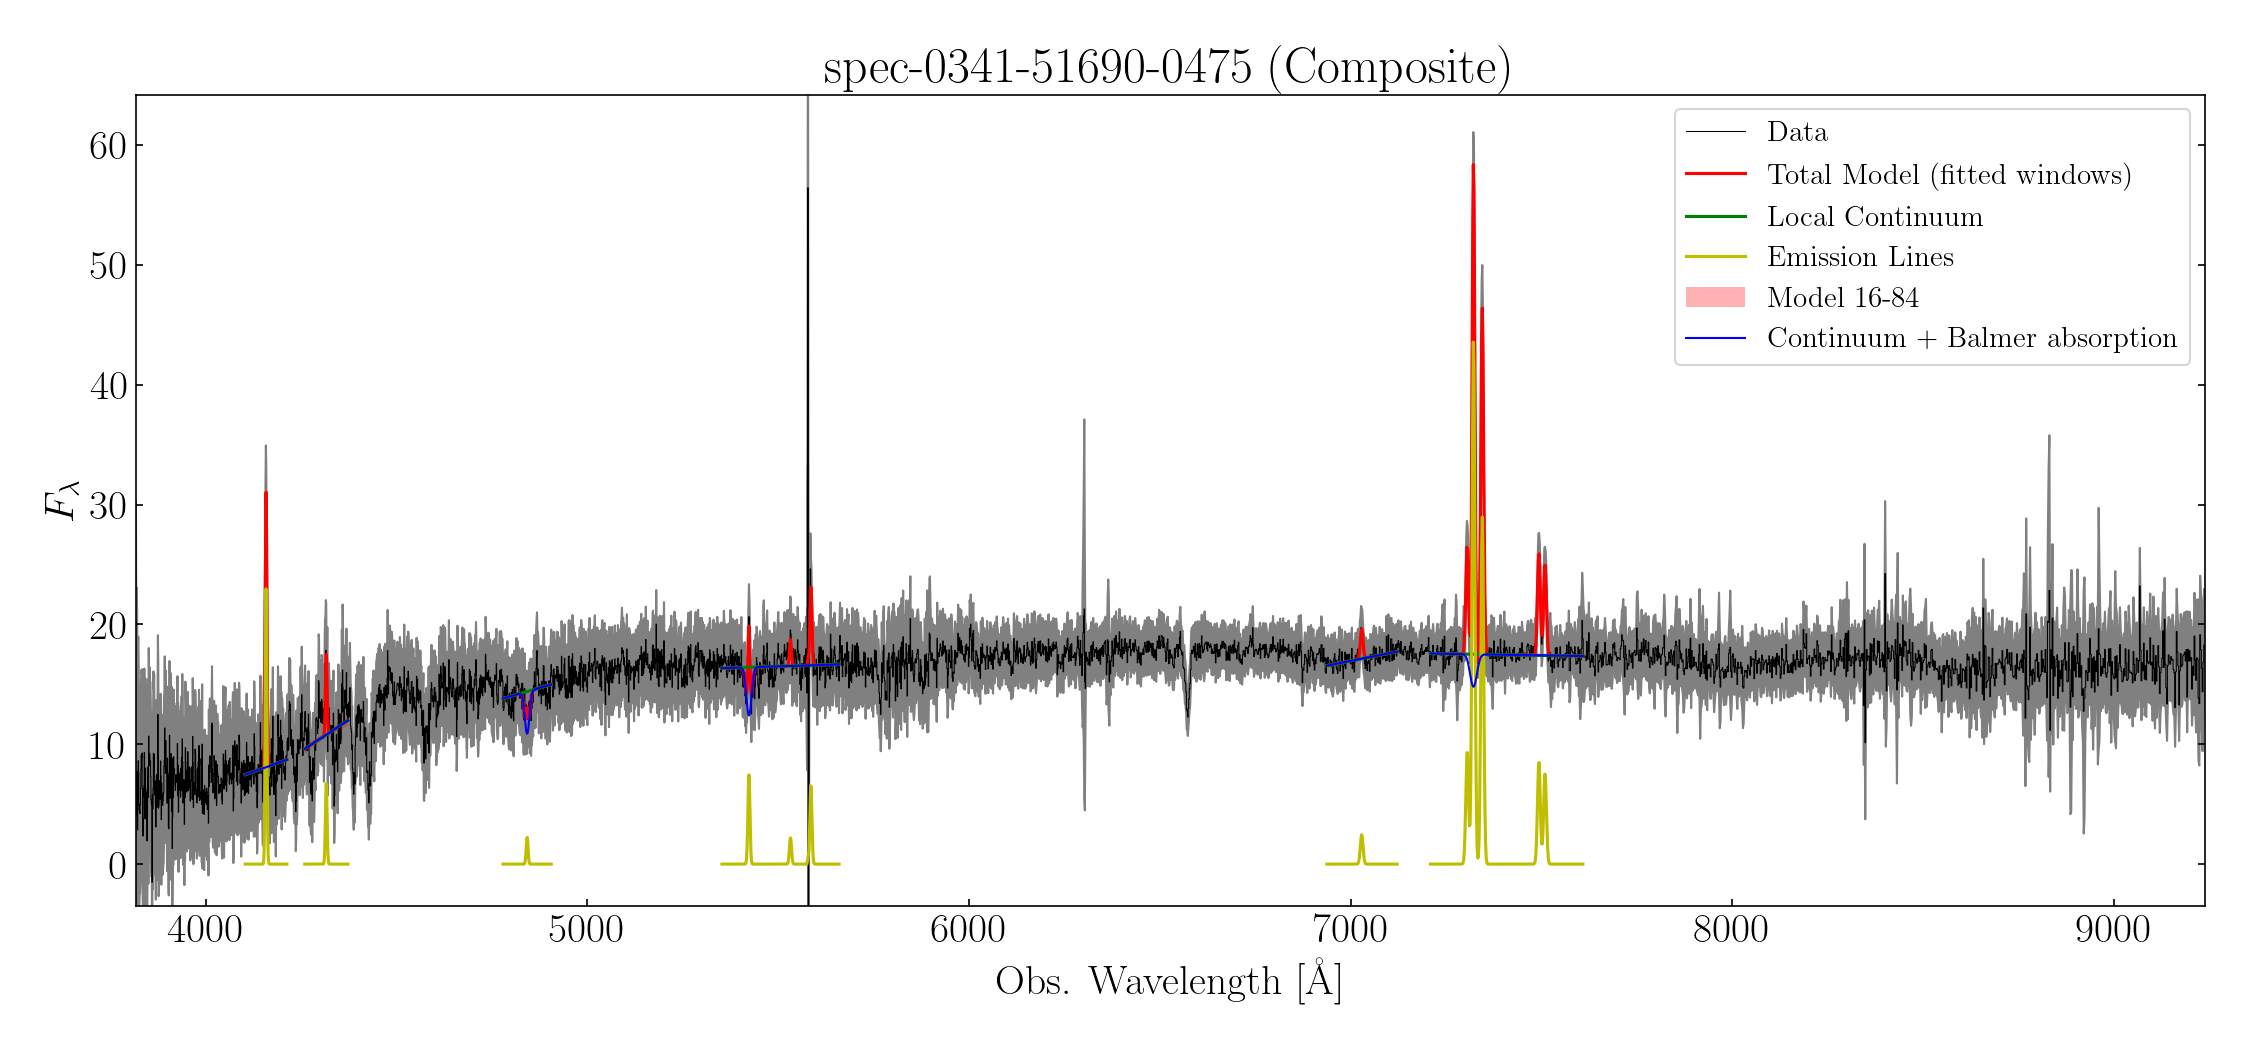 spec-0341-51690-0475 (Composite)
Data
Total Model (fitted windows)
Local Continuum
Emission Lines
Model 16-84
Continuum + Balmer absorption
60
50
40
30
20
10
0
Fλ
4000 5000 6000 7000 8000 9000
Obs. Wavelength [Å]